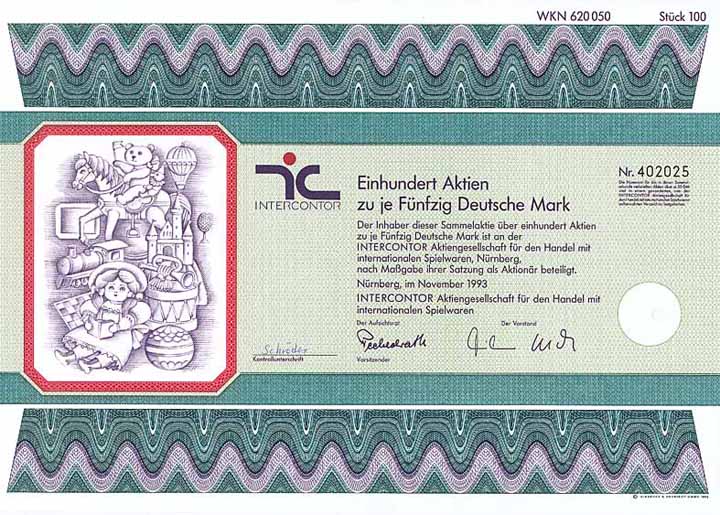 WKN 620 050 Stück 100
INTERCONTOR
Nr. 402025
Einhundert Aktien
zu je Fünfzig Deutsche Mark
Der Inhaber dieser Sammelaktie über einhundert Aktien
zu je Fünfzig Deutsche Mark ist an der
INTERCONTOR Aktiengesellschaft für den Handel mit
internationalen Spielwaren, Nürnberg,
nach Maßgabe ihrer Satzung als Aktionär beteiligt.
Nürnberg, im November 1993
INTERCONTOR Aktiengesellschaft für den Handel mit
internationalen Spielwaren
Der Aufsichtsrat Der Vorstand
Schröder
Kontrollunterschrift
Vorsitzender